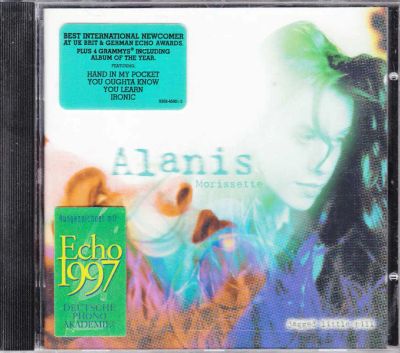 BEST INTERNATIONAL NEWCOMER
AT UK BRIT & GERMAN ECHO AWARDS.
PLUS 4 GRAMMYS® INCLUDING
ALBUM OF THE YEAR.
FEATURING:
HAND IN MY POCKET
YOU OUGHTA KNOW
YOU LEARN
IRONIC
Alanis
Morissette
Ausgezeichnet mit
Echo
1997
DEUTSCHE
PHONO
AKADEMIE
jagged little pill